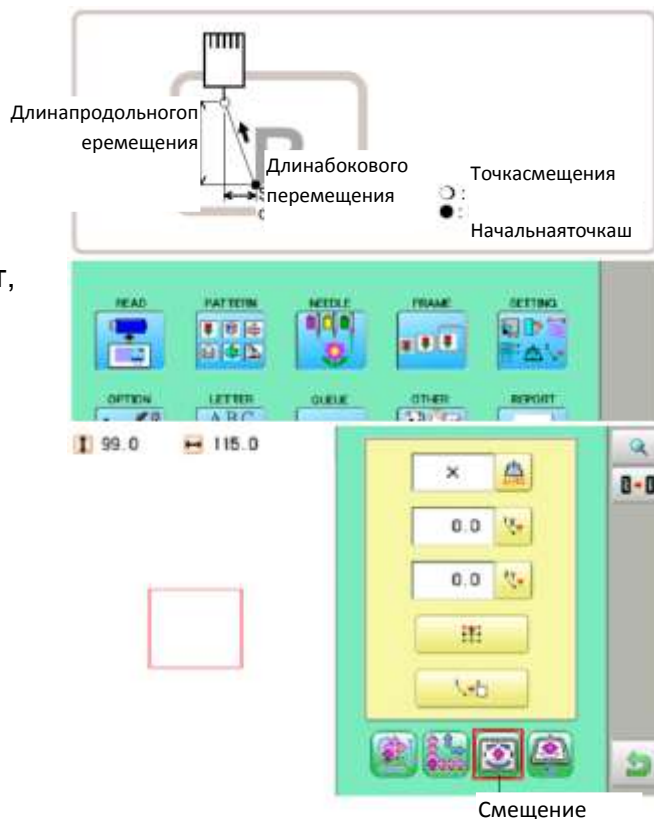 Длинапродольногоп
еремещения
Длинабокового
перемещения
Точкасмещения
:
:
Начальнаяточкаш
т,
READ PATTERN NEEDLE FRAME SETTING
OPTION LETTER QUEUE OTHER REPORT
ABC
99.0 115.0
×
0.0
0.0
Смещение